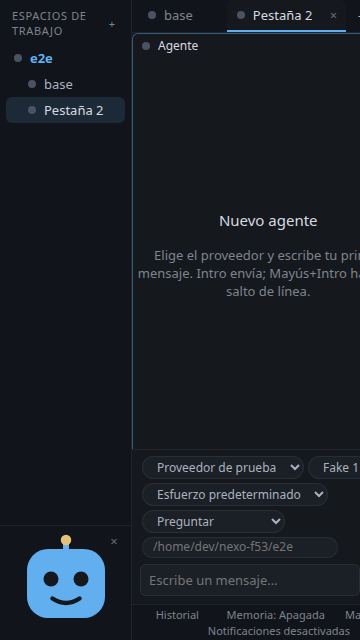 ESPACIOS DE
TRABAJO
+
e2e
base
Pestaña 2
base
Pestaña 2
×
Agente
Nuevo agente
Elige el proveedor y escribe tu
mensaje. Intro envía; Mayús+Intro
salto de línea.
Proveedor de prueba
Fake 1
Esfuerzo predeterminado
Preguntar
/home/dev/nexo-f53/e2e
Escribe un mensaje...
×
Historial
Memoria: Apagada
Notificaciones desactivadas